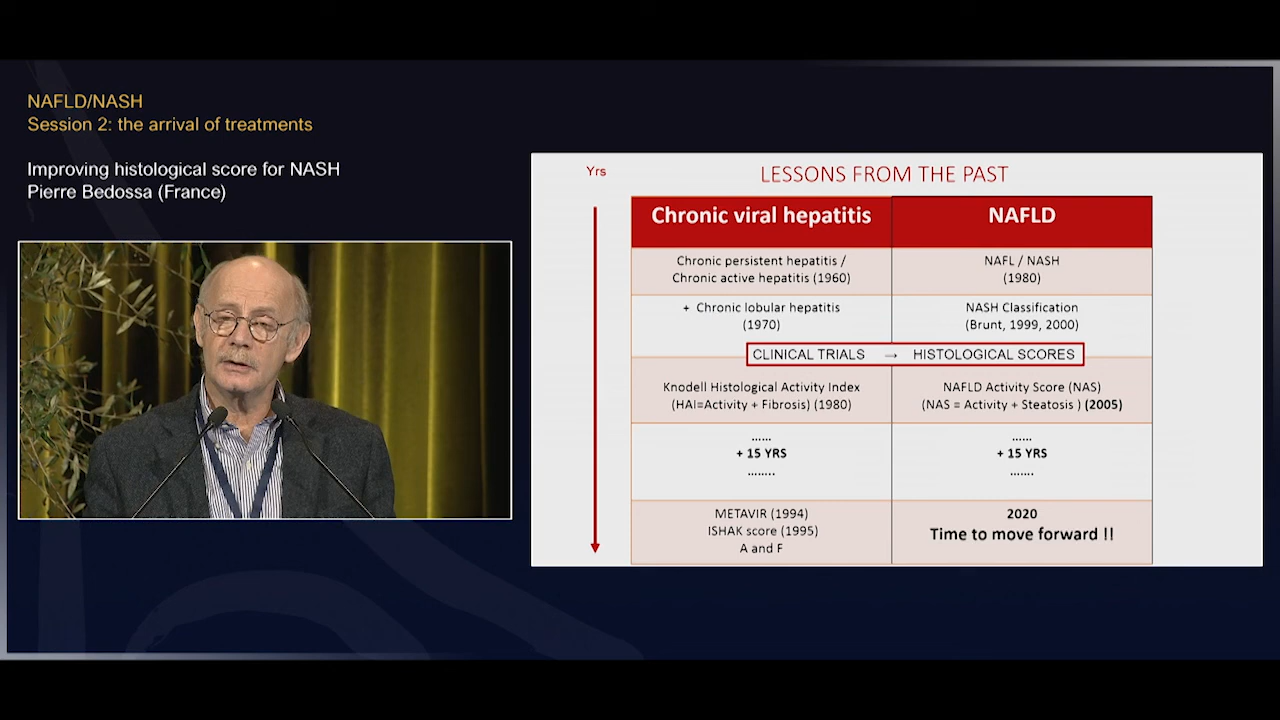 NAFLD/NASH
Session 2: the arrival of treatments
Improving histological score for NASH
Pierre Bedossa (France)
Yrs
LESSONS FROM THE PAST
Chronic viral hepatitis
NAFLD
Chronic persistent hepatitis /
Chronic active hepatitis (1960)
NAFL / NASH
(1980)
+ Chronic lobular hepatitis
(1970)
NASH Classification
(Brunt, 1999, 2000)
CLINICAL TRIALS → HISTOLOGICAL SCORES
Knodell Histological Activity Index
(HAI=Activity + Fibrosis) (1980)
NAFLD Activity Score (NAS)
(NAS = Activity + Steatosis ) (2005)
......
+ 15 YRS
........
......
+ 15 YRS
.......
METAVIR (1994)
ISHAK score (1995)
A and F
2020
Time to move forward !!